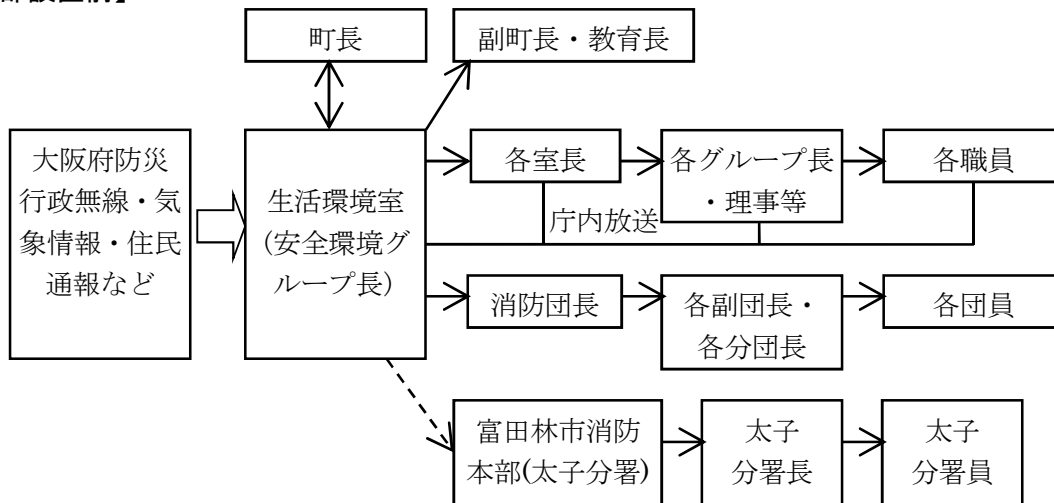 部設置前】
町長
副町長・教育長
大阪府防災
行政無線・気
象情報・住民
通報など
生活環境室
(安全環境グ
ループ長)
各室長
各グループ長
・理事等
各職員
庁内放送
消防団長
各副団長・
各分団長
各団員
富田林市消防
本部(太子分署)
太子
分署長
太子
分署員